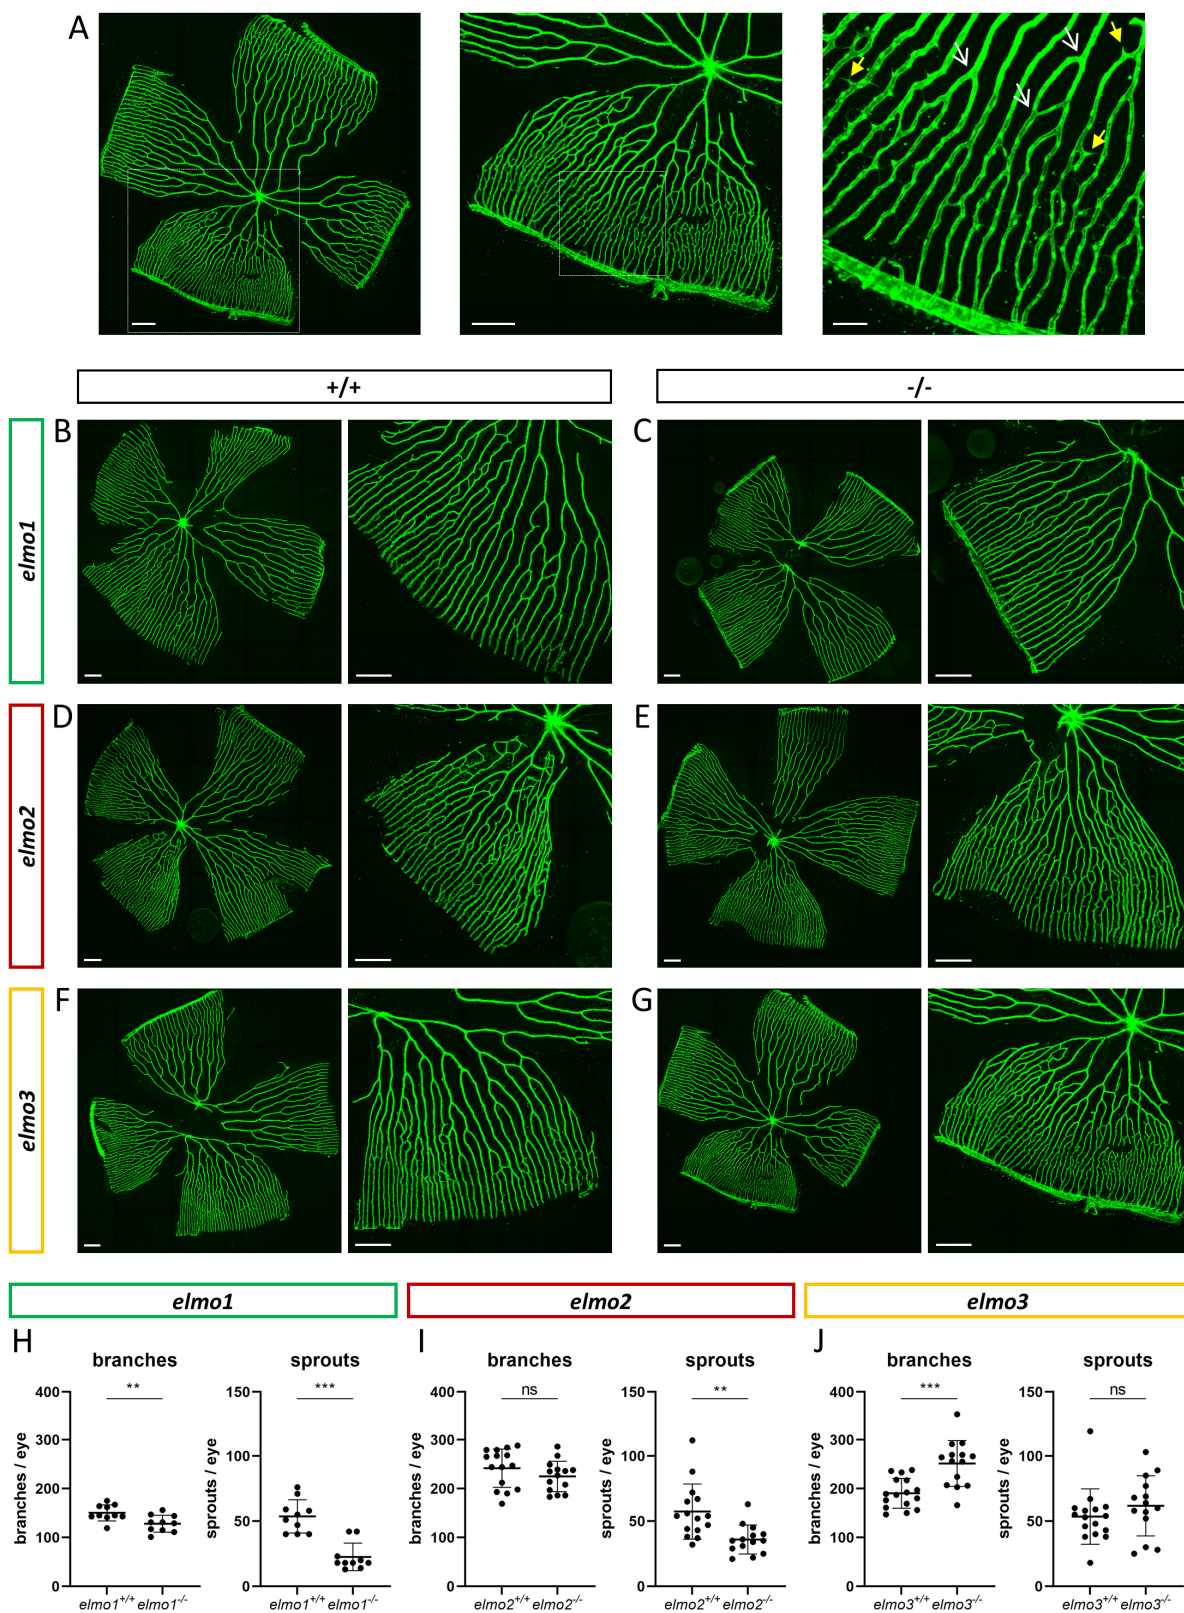 A
+/+
-/-
elmo1
B
C
elmo2
D
E
elmo3
F
G
elmo1
elmo2
elmo3
H
I
J
branches
sprouts
branches
sprouts
branches
sprouts
branches / eye
400
300
200
100
0
**
elmo1+/+ elmo1-/-
sprouts / eye
150
100
50
0
***
elmo1+/+ elmo1-/-
branches / eye
400
300
200
100
0
ns
elmo2+/+ elmo2-/-
sprouts / eye
150
100
50
0
**
elmo2+/+ elmo2-/-
branches / eye
400
300
200
100
0
***
elmo3+/+ elmo3-/-
sprouts / eye
150
100
50
0
ns
elmo3+/+ elmo3-/-